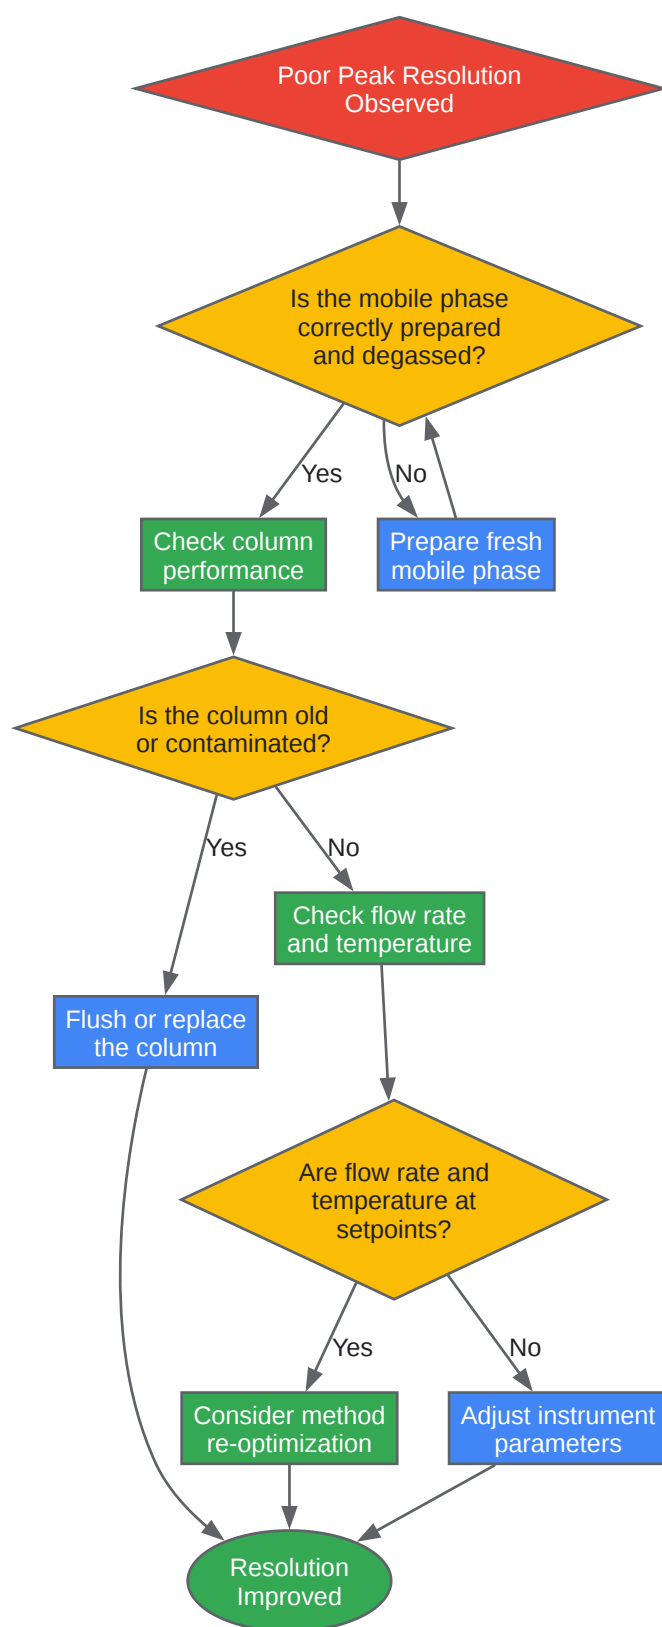 Poor Peak Resolution
Observed
Is the mobile phase
correctly prepared
and degassed?
Yes
No
Check column
performance
Prepare fresh
mobile phase
Is the column old
or contaminated?
Yes
No
Check flow rate
and temperature
Flush or replace
the column
Are flow rate and
temperature at
setpoints?
Yes
No
Consider method
re-optimization
Adjust instrument
parameters
Resolution
Improved